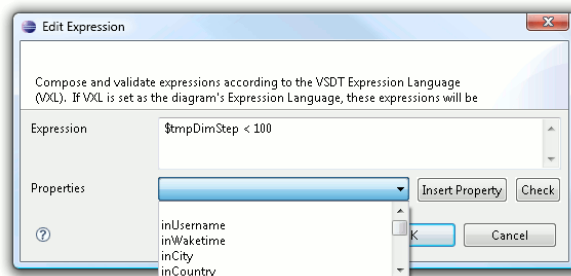 Edit Expression
Compose and validate expressions according to the VSDT Expression Language
(VXL). If VXL is set as the diagram's Expression Language, these expressions will be
Expression
$tmpDimStep < 100
Properties
Insert Property
Check
inUsername
inWaketime
inCity
inCountry
K
Cancel